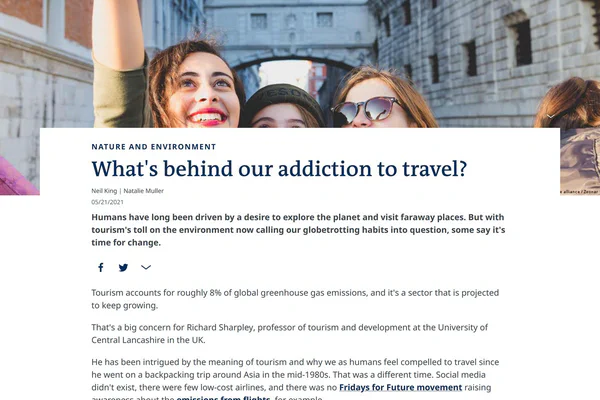 e alliance / Zoonar
NATURE AND ENVIRONMENT
What's behind our addiction to travel?
Neil King | Natalie Muller
05/21/2021
Humans have long been driven by a desire to explore the planet and visit faraway places. But with
tourism's toll on the environment now calling our globetrotting habits into question, some say it's
time for change.
Tourism accounts for roughly 8% of global greenhouse gas emissions, and it's a sector that is projected
to keep growing.
That's a big concern for Richard Sharpley, professor of tourism and development at the University of
Central Lancashire in the UK.
He has been intrigued by the meaning of tourism and why we as humans feel compelled to travel since
he went on a backpacking trip around Asia in the mid-1980s. That was a different time. Social media
didn't exist, there were few low-cost airlines, and there was no Fridays for Future movement raising
awareness about the emissions from flights, for example.